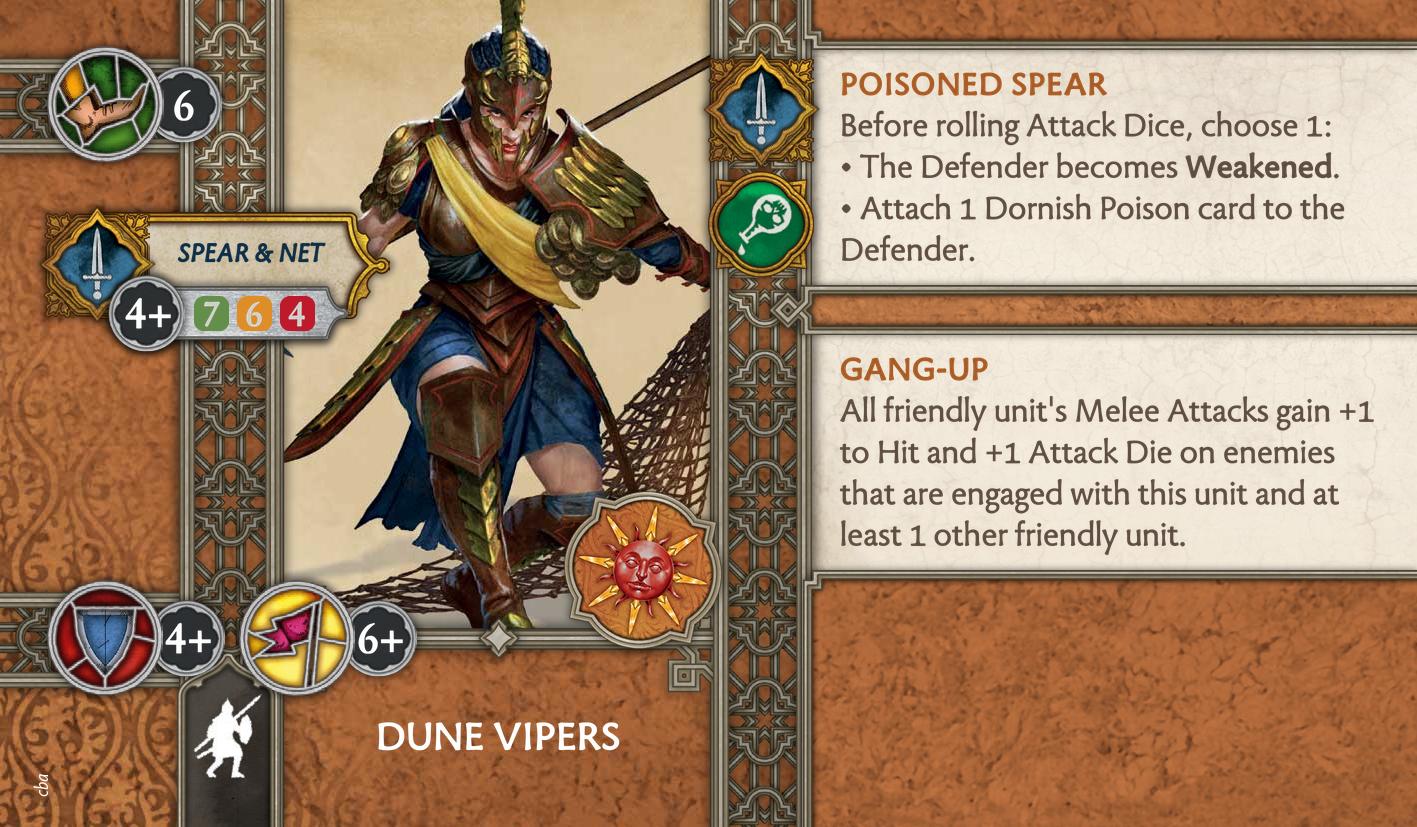 6
SPEAR & NET
4+ 7 6 4
4+ 6+
DUNE VIPERS
cba
POISONED SPEAR
Before rolling Attack Dice, choose 1:
• The Defender becomes Weakened.
• Attach 1 Dornish Poison card to the
Defender.
GANG-UP
All friendly unit's Melee Attacks gain +1
to Hit and +1 Attack Die on enemies
that are engaged with this unit and at
least 1 other friendly unit.